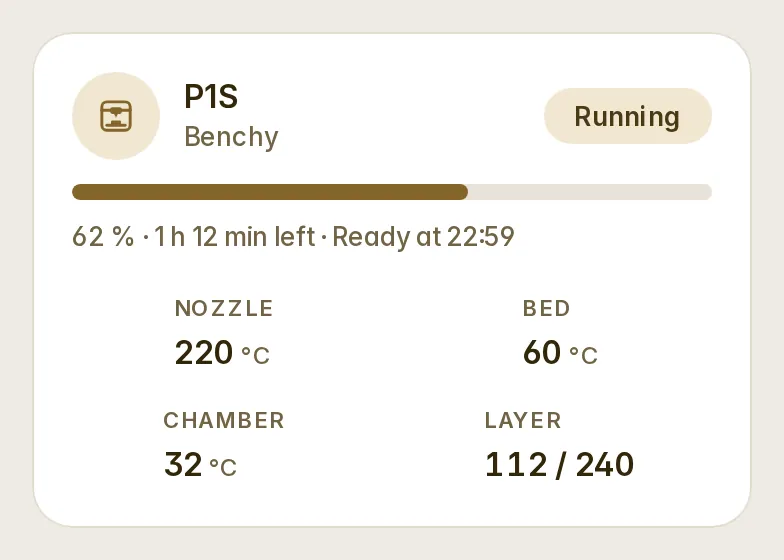 P1S
Benchy
Running
62 % · 1 h 12 min left · Ready at 22:59
NOZZLE
220 °C
BED
60 °C
CHAMBER
32 °C
LAYER
112 / 240